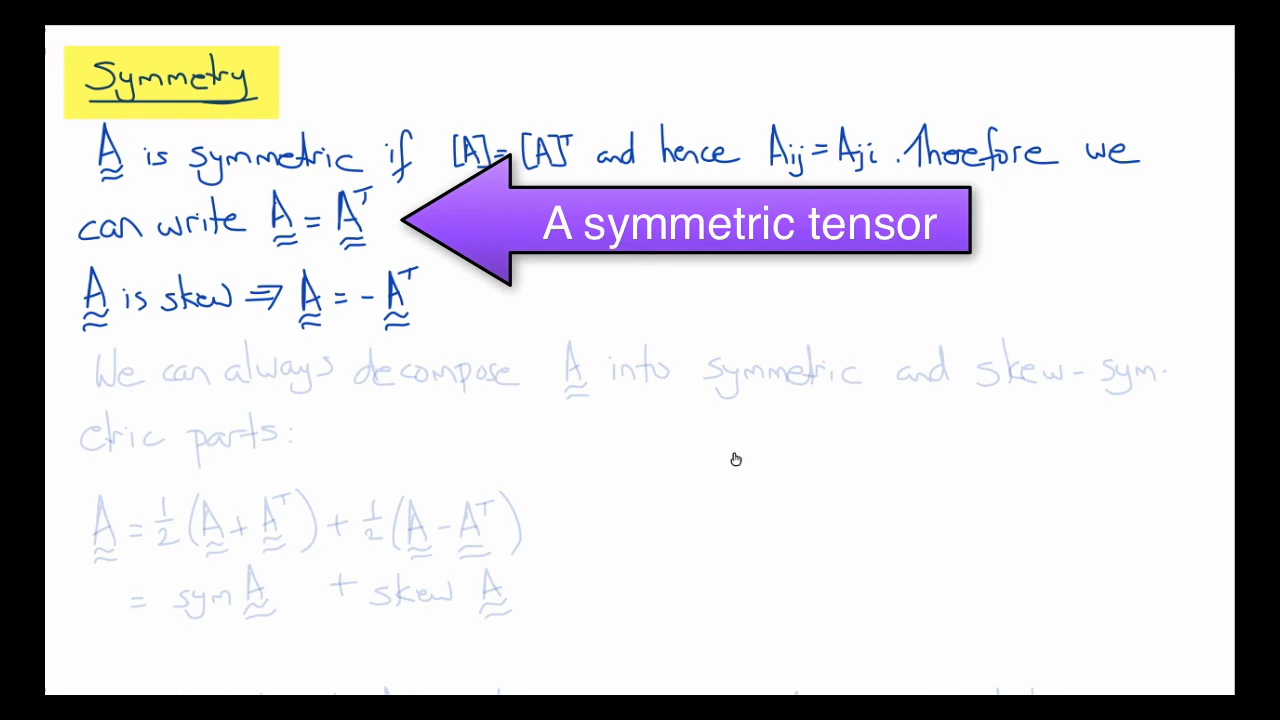 Symmetry
A is symmetric if [A]=[A]ᵀ and hence Aij = Aji. Therefore we
can write A = Aᵀ
A symmetric tensor
A is skew ⇒ A = - Aᵀ
We can always decompose A into symmetric and skew-sym-
etric parts:
A = 1/2 (A + Aᵀ) + 1/2 (A - Aᵀ)
= sym A + skew A